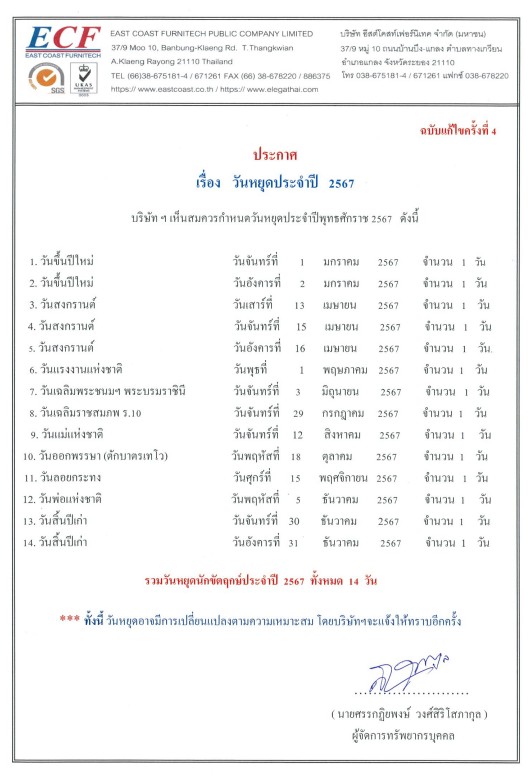 ECF
EAST COAST FURNITECH
SGS
UKAS
EAST COAST FURNITECH PUBLIC COMPANY LIMITED
37/9 Moo 10, Banbung-Klaeng Rd. T.Thangkwian
A.Klaeng Rayong 21110 Thailand
TEL (66)38-675181-4 / 671261 FAX (66) 38-678220 / 886375
https:// www.eastcoast.co.th / https:// www.elegathai.com
บริษัท อีสต์โคสท์เฟอร์นิเทค จำกัด (มหาชน)
37/9 หมู่ 10 ถนนบ้านบึง-แกลง ตำบลทางเกวียน
อำเภอแกลง จังหวัดระยอง 21110
โทร 038-675181-4 / 671261 แฟกซ์ 038-678220
ฉบับแก้ไขครั้งที่ 4
ประกาศ
เรื่อง วันหยุดประจำปี 2567
บริษัท ฯ เห็นสมควรกำหนดวันหยุดประจำปีพุทธศักราช 2567 ดังนี้
1. วันขึ้นปีใหม่ วันจันทร์ที่ 1 มกราคม 2567 จำนวน 1 วัน
2. วันขึ้นปีใหม่ วันอังคารที่ 2 มกราคม 2567 จำนวน 1 วัน
3. วันสงกรานต์ วันเสาร์ที่ 13 เมษายน 2567 จำนวน 1 วัน
4. วันสงกรานต์ วันจันทร์ที่ 15 เมษายน 2567 จำนวน 1 วัน
5. วันสงกรานต์ วันอังคารที่ 16 เมษายน 2567 จำนวน 1 วัน.
6. วันแรงงานแห่งชาติ วันพุธที่ 1 พฤษภาคม 2567 จำนวน 1 วัน
7. วันเฉลิมพระชนมฯ พระบรมราชินี วันจันทร์ที่ 3 มิถุนายน 2567 จำนวน 1 วัน
8. วันเฉลิมราชสมภพ ร.10 วันจันทร์ที่ 29 กรกฎาคม 2567 จำนวน 1 วัน
9. วันแม่แห่งชาติ วันจันทร์ที่ 12 สิงหาคม 2567 จำนวน 1 วัน
10. วันออกพรรษา (ตักบาตรเทโว) วันพฤหัสที่ 18 ตุลาคม 2567 จำนวน 1 วัน
11. วันลอยกระทง วันศุกร์ที่ 15 พฤศจิกายน 2567 จำนวน 1 วัน
12. วันพ่อแห่งชาติ วันพฤหัสที่ 5 ธันวาคม 2567 จำนวน 1 วัน
13. วันสิ้นปีเก่า วันจันทร์ที่ 30 ธันวาคม 2567 จำนวน 1 วัน
14. วันสิ้นปีเก่า วันอังคารที่ 31 ธันวาคม 2567 จำนวน 1 วัน
รวมวันหยุดนักขัตฤกษ์ประจำปี 2567 ทั้งหมด 14 วัน
*** ทั้งนี้ วันหยุดอาจมีการเปลี่ยนแปลงตามความเหมาะสม โดยบริษัทฯจะแจ้งให้ทราบอีกครั้ง
( นายศรรกฏิยพงษ์ วงศ์สิริโสภากุล )
ผู้จัดการทรัพยากรบุคคล